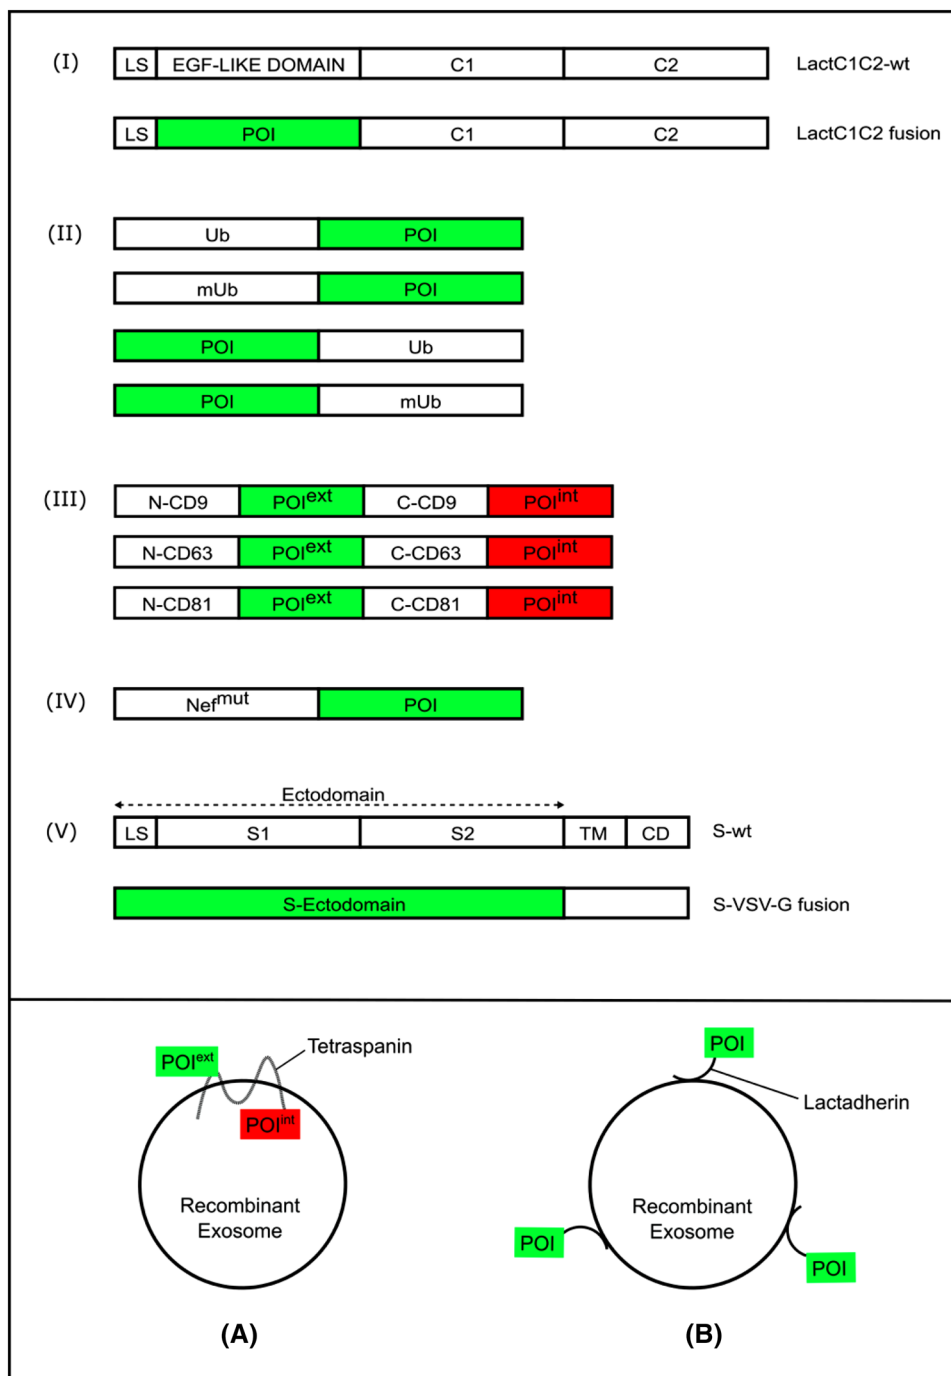 (I) LS EGF-LIKE DOMAIN C1 C2 LactC1C2-wt
LS POI C1 C2 LactC1C2 fusion
(II) Ub POI
mUb POI
POI Ub
POI mUb
(III) N-CD9 POIext C-CD9 POIint
N-CD63 POIext C-CD63 POIint
N-CD81 POIext C-CD81 POIint
(IV) Nefmut POI
Ectodomain
(V) LS S1 S2 TM CD S-wt
S-Ectodomain S-VSV-G fusion
POIext Tetraspanin
POIint
Recombinant
Exosome
(A)
POI
Lactadherin
Recombinant
Exosome
POI
POI
(B)